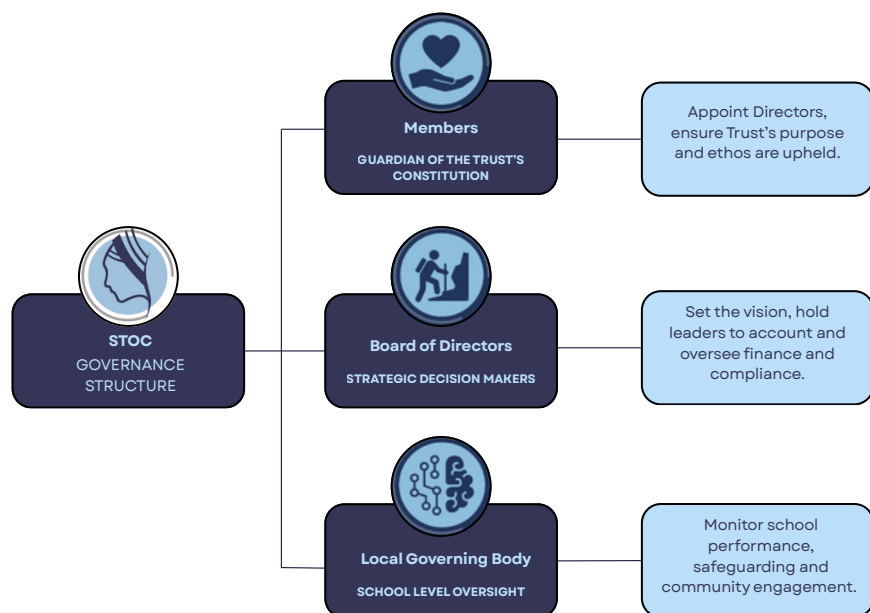 Members
GUARDIAN OF THE TRUST'S
CONSTITUTION
Appoint Directors,
ensure Trust's purpose
and ethos are upheld.
STOC
GOVERNANCE
STRUCTURE
Board of Directors
STRATEGIC DECISION MAKERS
Set the vision, hold
leaders to account and
oversee finance and
compliance.
Local Governing Body
SCHOOL LEVEL OVERSIGHT
Monitor school
performance,
safeguarding and
community engagement.